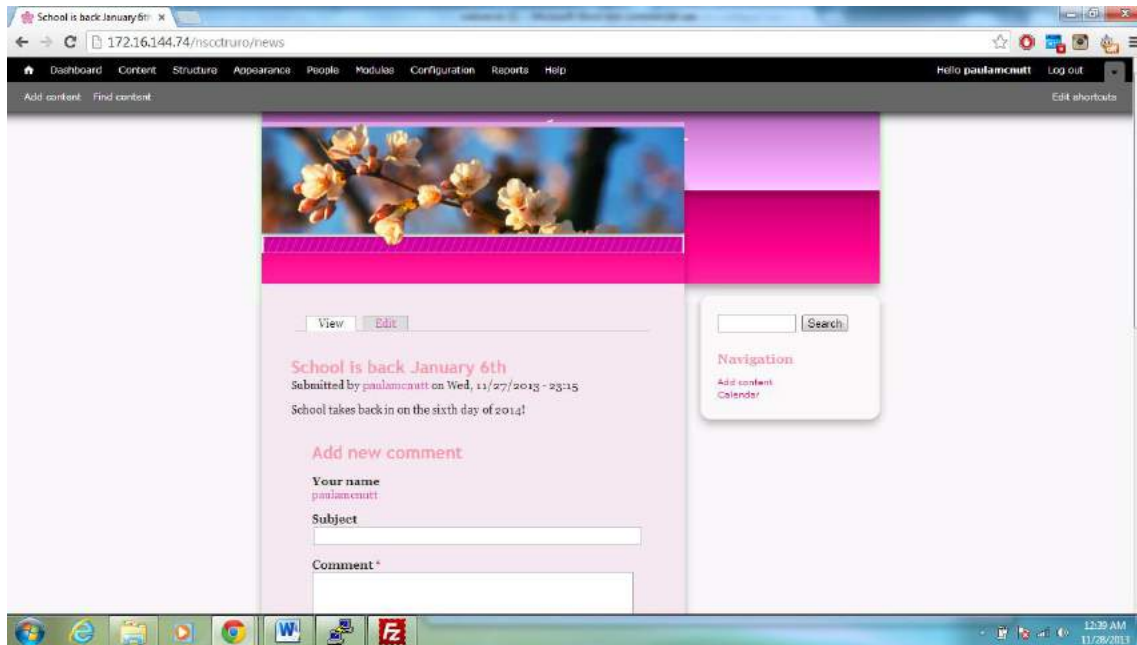 School is back January 6th
172.16.144.74/nscctruro/news
Dashboard Content Structure Appearance People Modules Configuration Reports Help
Hello paulamcnutt Log out
Add content Find content
Edit shortcuts
View Edit
Search
School is back January 6th
Submitted by paulamcnutt on Wed, 11/27/2013 - 23:15
School takes back in on the sixth day of 2014!
Navigation
Add content
Calendar
Add new comment
Your name
paulamcnutt
Subject
Comment *
W
FZ
12:39 AM
11/28/2013